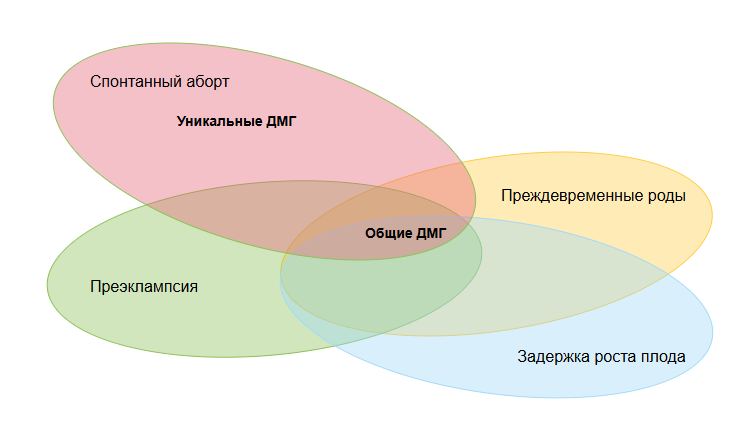 Спонтанный аборт
Уникальные ДМГ
Преждевременные роды
Общие ДМГ
Преэклампсия
Задержка роста плода